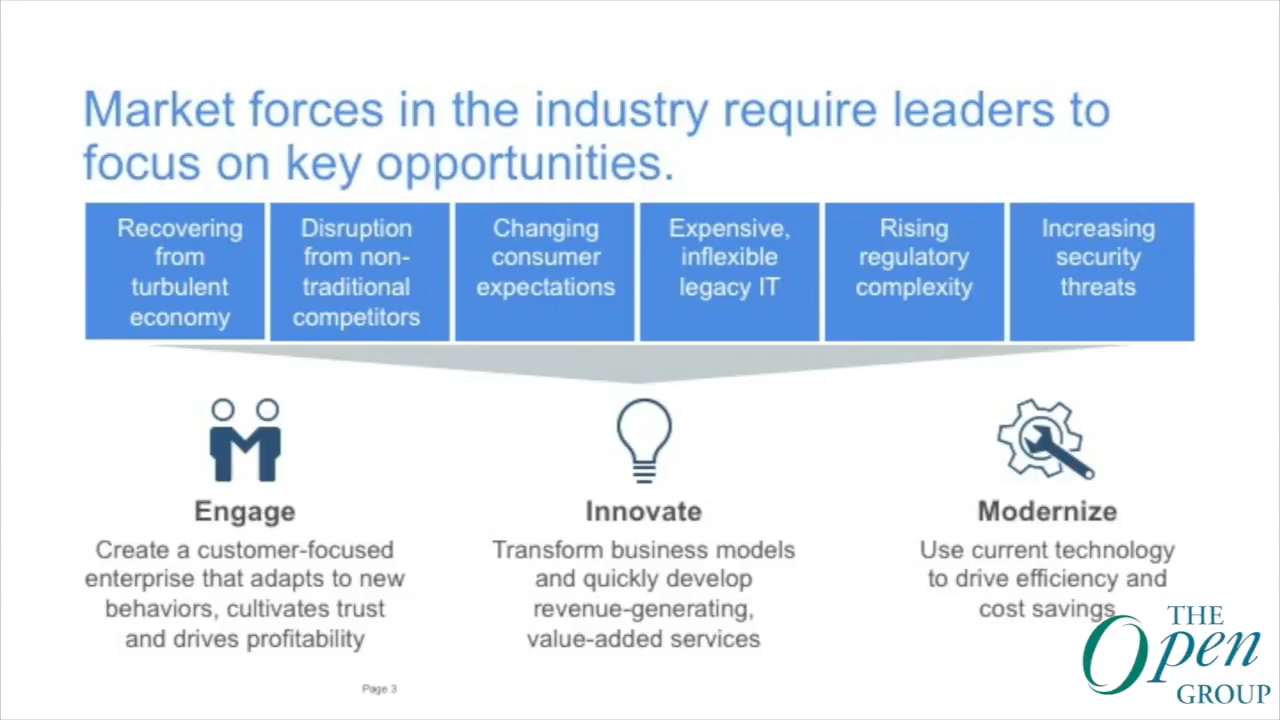 Market forces in the industry require leaders to
focus on key opportunities.
Recovering
from
turbulent
economy
Disruption
from non-
traditional
competitors
Changing
consumer
expectations
Expensive,
inflexible
legacy IT
Rising
regulatory
complexity
Increasing
security
threats
Engage
Create a customer-focused
enterprise that adapts to new
behaviors, cultivates trust
and drives profitability
Innovate
Transform business models
and quickly develop
revenue-generating,
value-added services
Modernize
Use current technology
to drive efficiency and
cost savings
Page 3
THE
Open
GROUP